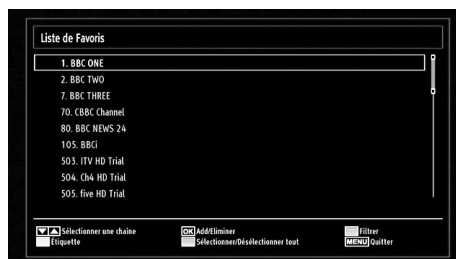 Liste de Favoris
1. BBC ONE
2. BBC TWO
7. BBC THREE
70. CBBC Channel
80. BBC NEWS 24
105. BBCi
503. ITV HD Trial
504. Ch4 HD Trial
505. five HD Trial
Sélectionner une chaine OK Add/Eliminer Filtrer
Étiquette Sélectionner/Désélectionner tout MENU Quitter